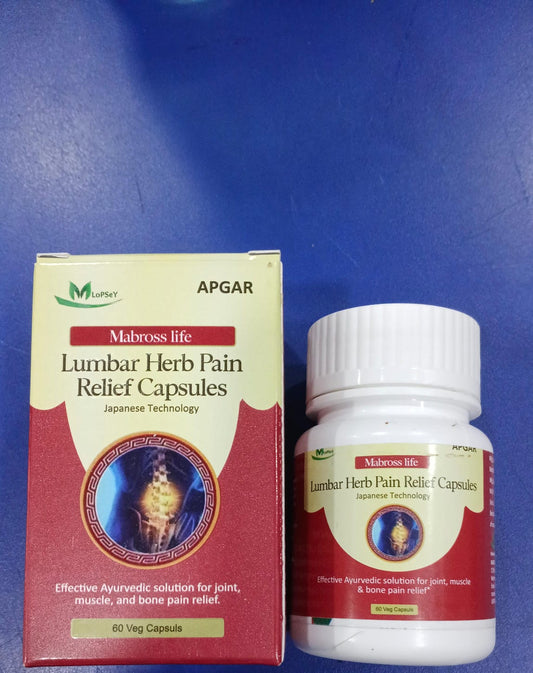 LoPSeY
APGAR
Mabross life
Lumbar Herb Pain
Relief Capsules
Japanese Technology
Effective Ayurvedic solution for joint,
muscle, and bone pain relief.
60 Veg Capsuls
LoPSeY
APGAR
Mabross life
Lumbar Herb Pain Relief Capsules
Japanese Technology
Effective Ayurvedic solution for joint, muscle
& bone pain relief*
60 Veg Capsuls